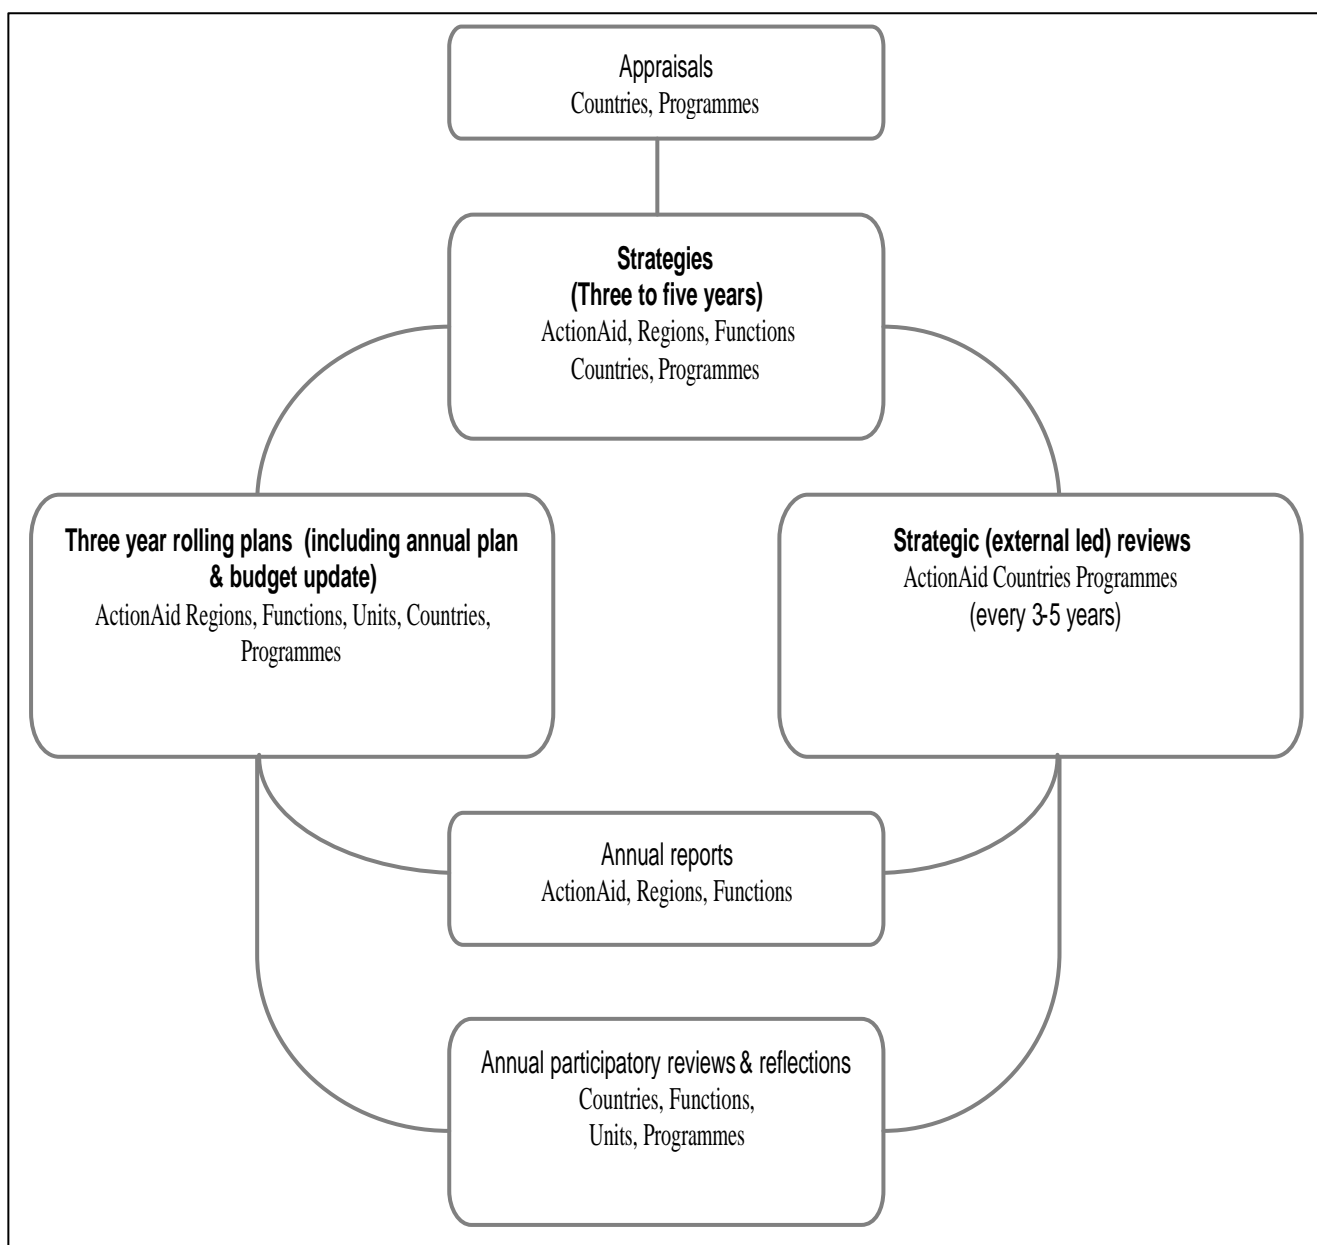 Appraisals
Countries, Programmes
Strategies
(Three to five years)
ActionAid, Regions, Functions
Countries, Programmes
Three year rolling plans (including annual plan
& budget update)
ActionAid Regions, Functions, Units, Countries,
Programmes
Strategic (external led) reviews
ActionAid Countries Programmes
(every 3-5 years)
Annual reports
ActionAid, Regions, Functions
Annual participatory reviews & reflections
Countries, Functions,
Units, Programmes